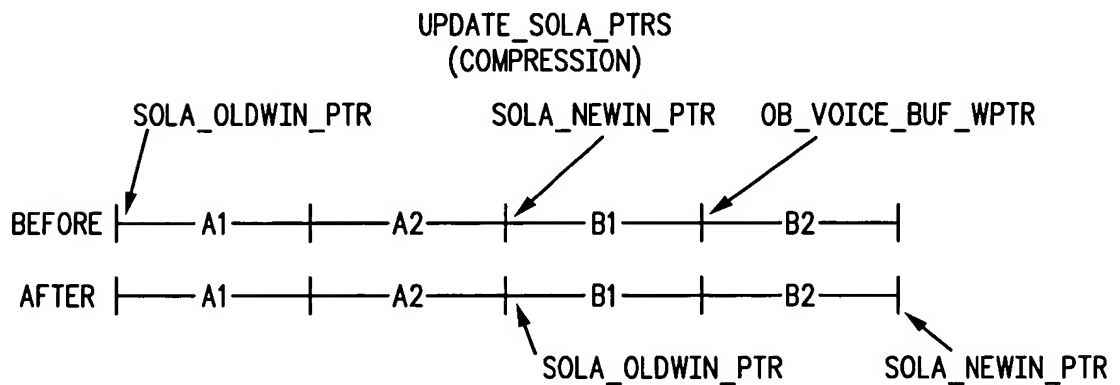 UPDATE_SOLA_PTRS
(COMPRESSION)
SOLA_OLDWIN_PTR SOLA_NEWIN_PTR OB_VOICE_BUF_WPTR
BEFORE A1 A2 B1 B2
AFTER A1 A2 B1 B2
SOLA_OLDWIN_PTR SOLA_NEWIN_PTR